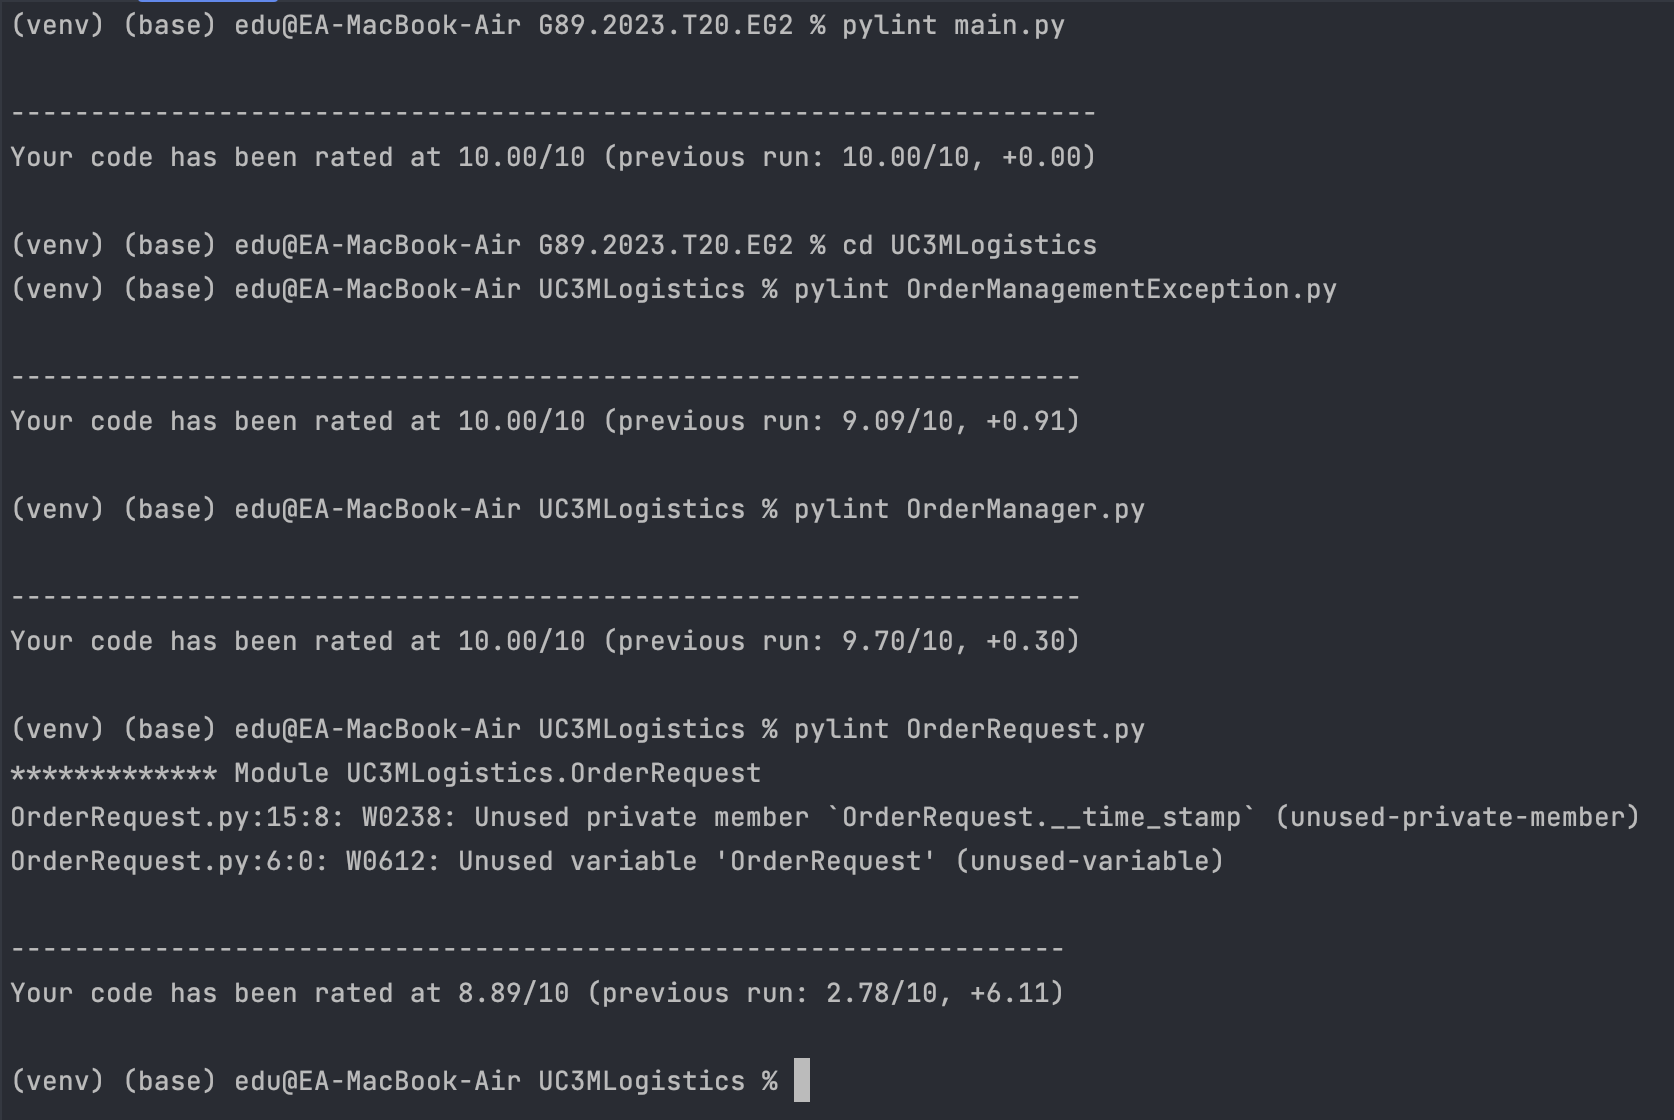 (venv) (base) edu@EA-MacBook-Air G89.2023.T20.EG2 % pylint main.py
--------------------------------------------------------------------
Your code has been rated at 10.00/10 (previous run: 10.00/10, +0.00)
(venv) (base) edu@EA-MacBook-Air G89.2023.T20.EG2 % cd UC3MLogistics
(venv) (base) edu@EA-MacBook-Air UC3MLogistics % pylint OrderManagementException.py
-------------------------------------------------------------------
Your code has been rated at 10.00/10 (previous run: 9.09/10, +0.91)
(venv) (base) edu@EA-MacBook-Air UC3MLogistics % pylint OrderManager.py
-------------------------------------------------------------------
Your code has been rated at 10.00/10 (previous run: 9.70/10, +0.30)
(venv) (base) edu@EA-MacBook-Air UC3MLogistics % pylint OrderRequest.py
************* Module UC3MLogistics.OrderRequest
OrderRequest.py:15:8: W0238: Unused private member `OrderRequest.__time_stamp` (unused-private-member)
OrderRequest.py:6:0: W0612: Unused variable 'OrderRequest' (unused-variable)
------------------------------------------------------------------
Your code has been rated at 8.89/10 (previous run: 2.78/10, +6.11)
(venv) (base) edu@EA-MacBook-Air UC3MLogistics %